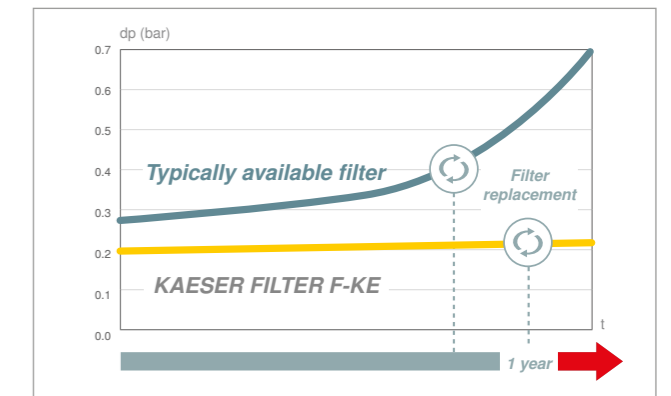 dp (bar)
0.7
0.6
0.5
0.4
0.3
0.2
0.1
0.0
Typically available filter
Filter
replacement
KAESER FILTER F-KE
t
1 year